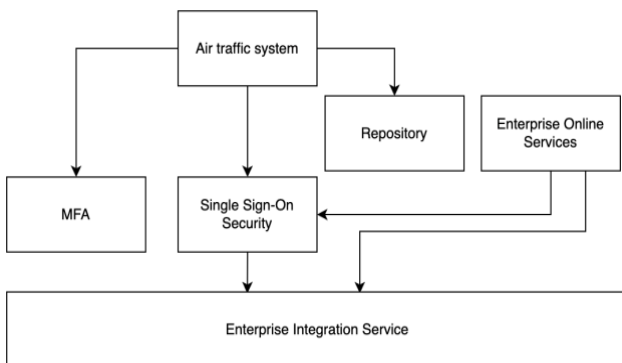 Air traffic system
Repository
Enterprise Online
Services
MFA
Single Sign-On
Security
Enterprise Integration Service